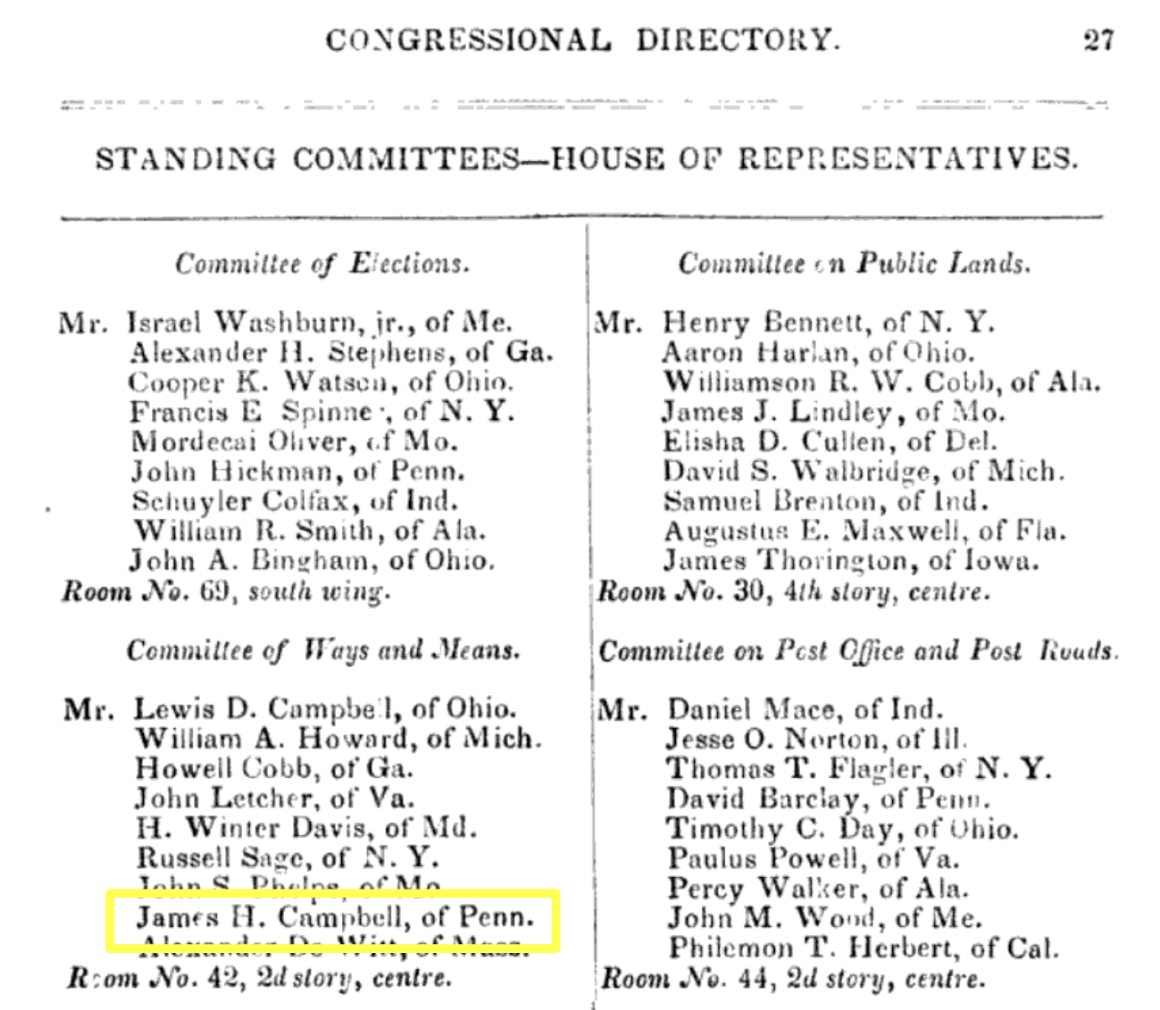 CONGRESSIONAL DIRECTORY. 27
STANDING COMMITTEES—HOUSE OF REPRESENTATIVES.
Committee of Elections.
Mr. Israel Washburn, jr., of Me.
Alexander H. Stephens, of Ga.
Cooper K. Watson, of Ohio.
Francis E Spinner, of N. Y.
Mordecai Oliver, of Mo.
John Hickman, of Penn.
Schuyler Colfax, of Ind.
William R. Smith, of Ala.
John A. Bingham, of Ohio.
Room No. 69, south wing.
Committee of Ways and Means.
Mr. Lewis D. Campbell, of Ohio.
William A. Howard, of Mich.
Howell Cobb, of Ga.
John Letcher, of Va.
H. Winter Davis, of Md.
Russell Sage, of N. Y.
John S. Phelps, of Mo.
James H. Campbell, of Penn.
Alexander De Witt, of Mass.
Room No. 42, 2d story, centre.
Committee on Public Lands.
Mr. Henry Bennett, of N. Y.
Aaron Harlan, of Ohio.
Williamson R. W. Cobb, of Ala.
James J. Lindley, of Mo.
Elisha D. Cullen, of Del.
David S. Walbridge, of Mich.
Samuel Brenton, of Ind.
Augustus E. Maxwell, of Fla.
James Thorington, of Iowa.
Room No. 30, 4th story, centre.
Committee on Post Office and Post Roads.
Mr. Daniel Mace, of Ind.
Jesse O. Norton, of Ill.
Thomas T. Flagler, of N. Y.
David Barclay, of Penn.
Timothy C. Day, of Ohio.
Paulus Powell, of Va.
Percy Walker, of Ala.
John M. Wood, of Me.
Philemon T. Herbert, of Cal.
Room No. 44, 2d story, centre.